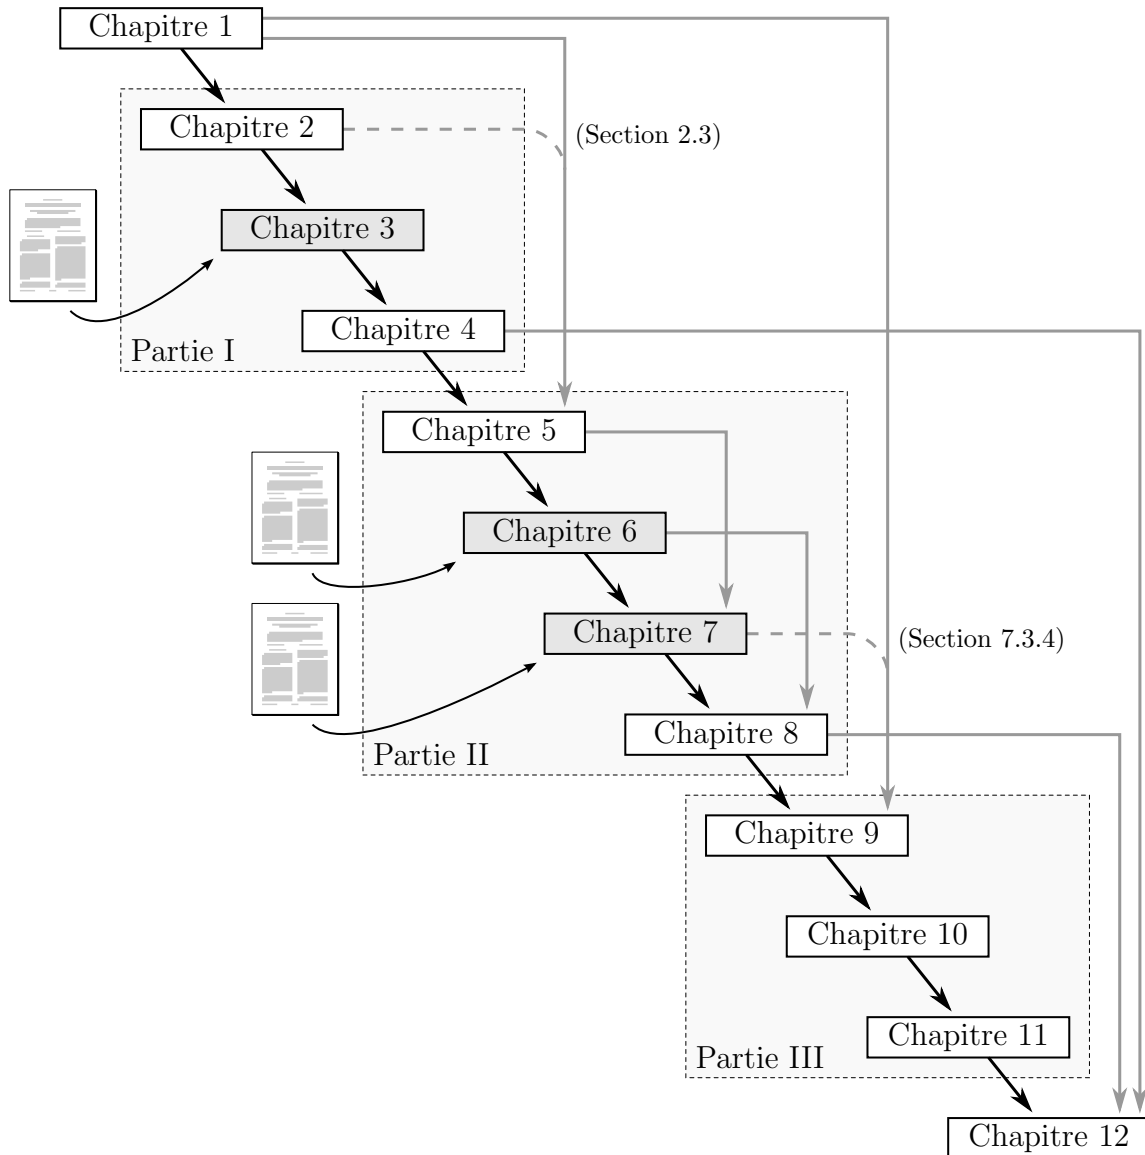 Chapitre 1
Chapitre 2
(Section 2.3)
Chapitre 3
Chapitre 4
Partie I
Chapitre 5
Chapitre 6
Chapitre 7
(Section 7.3.4)
Chapitre 8
Partie II
Chapitre 9
Chapitre 10
Chapitre 11
Partie III
Chapitre 12